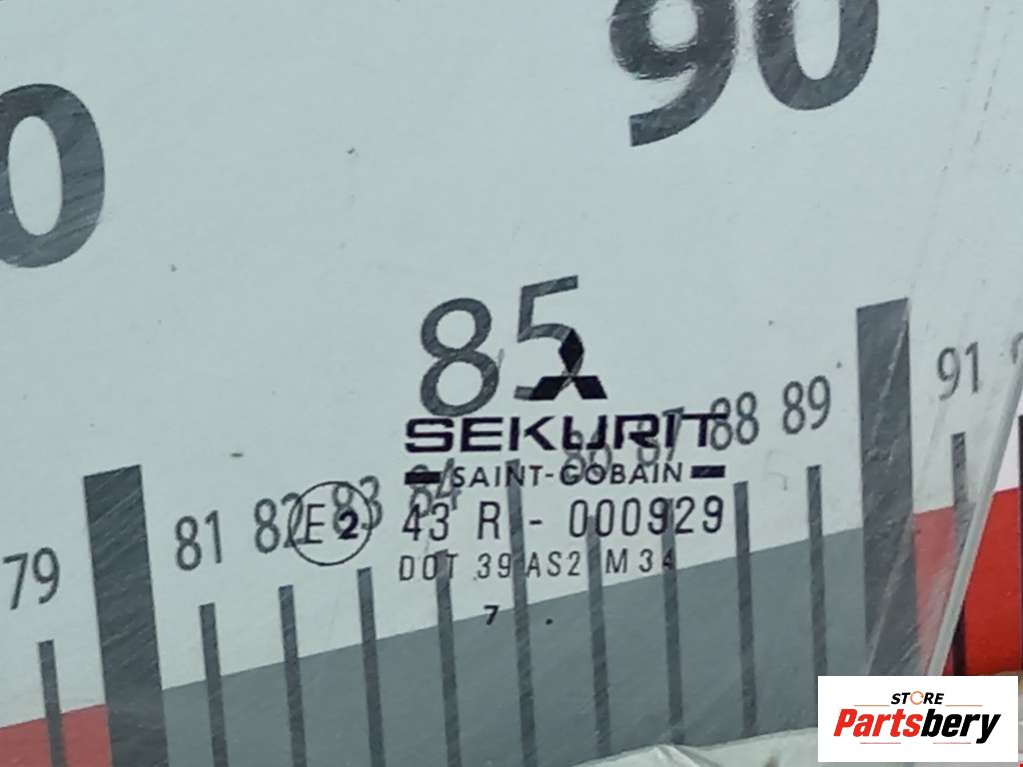 90
0
85
SEKURIT
SAINT-GOBAIN
79 81 82 83 84 86 87 88 89 91
E2 43 R - 000929
DOT 39 AS2 M34
7 .
STORE
Partsbery